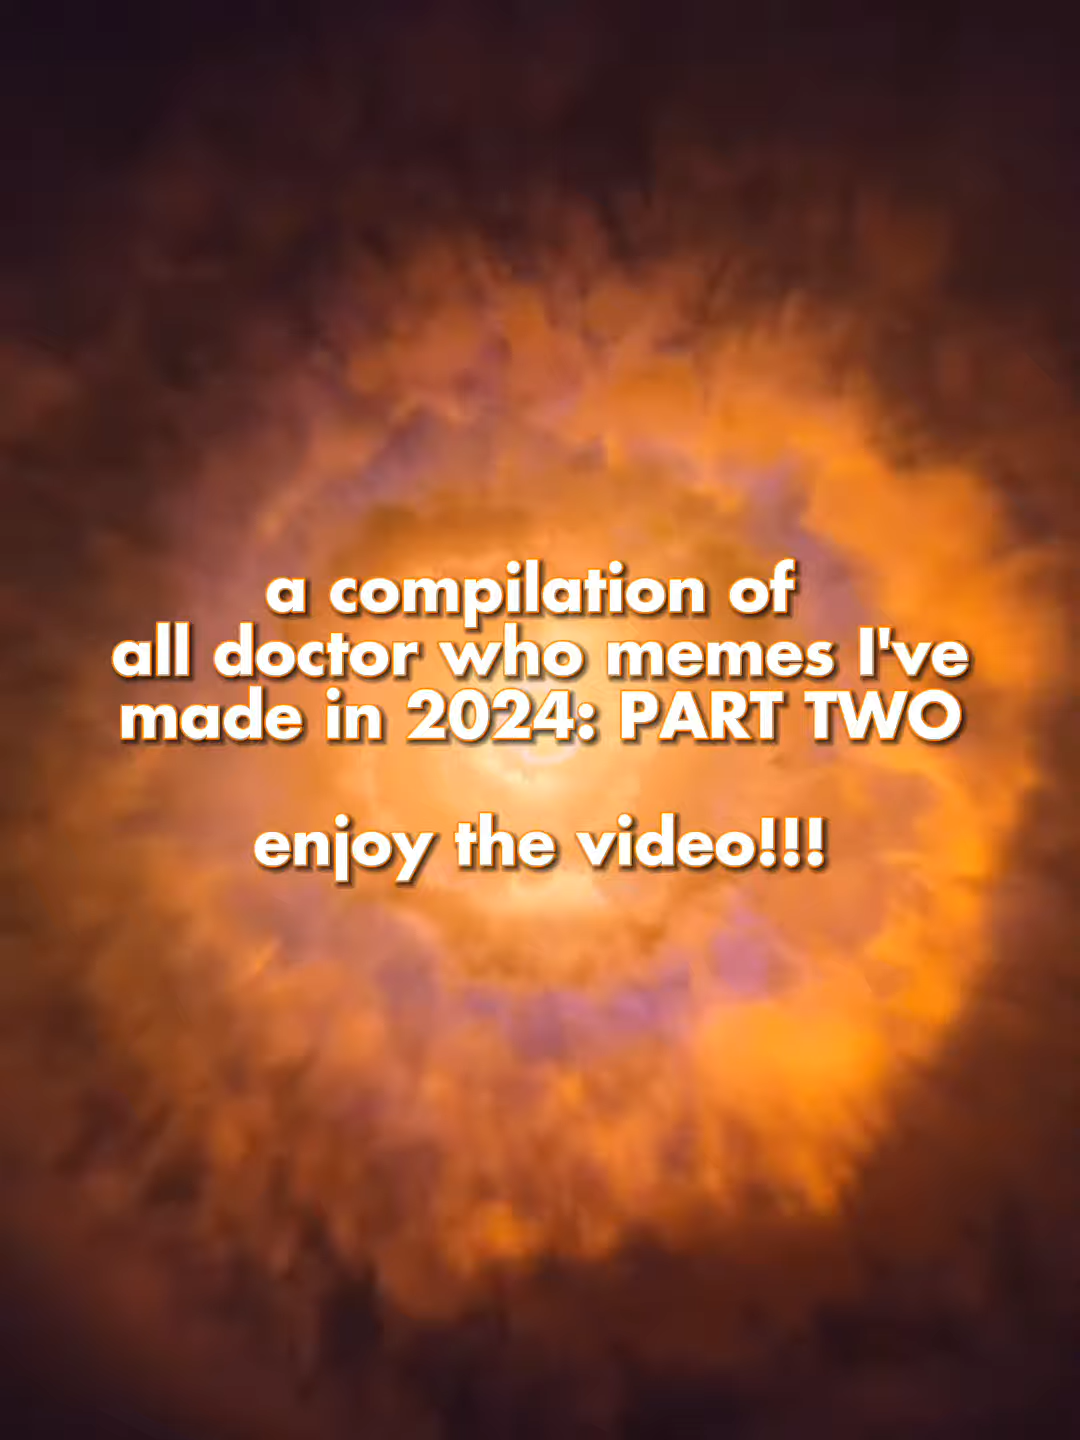 a compilation of
all doctor who memes I've
made in 2024: PART TWO
enjoy the video!!!